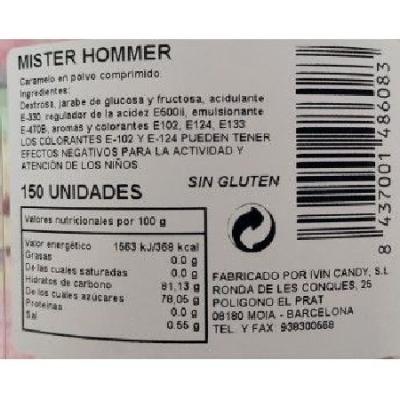 MISTER HOMMER
Caramelo en polvo comprimido.
Ingredientes:
Dextrosa, jarabe de glucosa y fructosa, acidulante
E-330, regulador de la acidez E500ii, emulsionante
E-470B, aromas y colorantes E102, E124, E133
LOS COLORANTES E-102 Y E-124 PUEDEN TENER
EFECTOS NEGATIVOS PARA LA ACTIVIDAD Y
ATENCIÓN DE LOS NIÑOS.
150 UNIDADES
SIN GLUTEN
Valores nutricionales por 100 g
Valor energético 1563 kJ/368 kcal
Grasas 0.0 g
De las cuales saturadas 0.0 g
Hidratos de carbono 81,13 g
De los cuales azúcares 78,05 g
Proteinas 0.0 g
Sal 0.55 g
FABRICADO POR IVIN CANDY, S.L
RONDA DE LES CONQUES, 25
POLIGONO EL PRAT
08180 MOIA - BARCELONA
TEL Y FAX 938300568
8 437001 486083